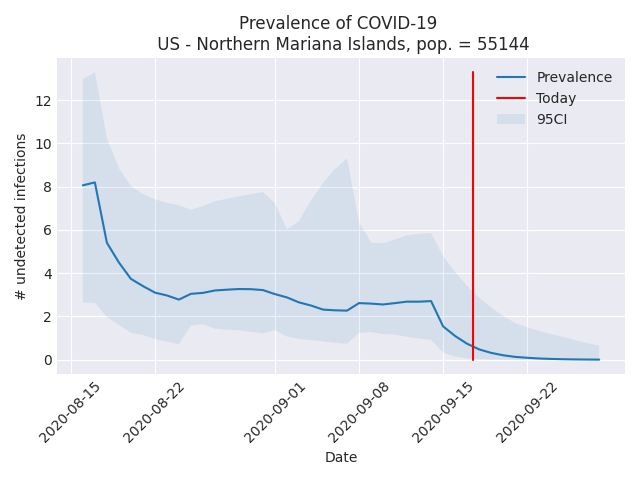 Prevalence of COVID-19
US - Northern Mariana Islands, pop. = 55144
# undetected infections
12
10
8
6
4
2
0
Prevalence
Today
95CI
2020-08-15
2020-08-22
2020-09-01
2020-09-08
2020-09-15
2020-09-22
Date